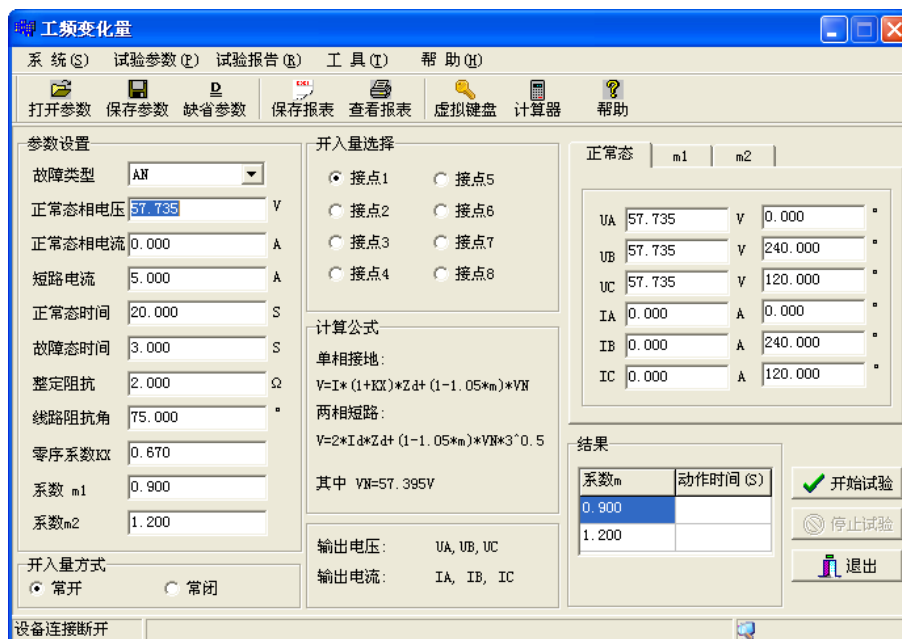 工频变化量
系 统(S) 试验参数(P) 试验报告(R) 工 具(T) 帮 助(H)
打开参数 保存参数 缺省参数 保存报表 查看报表 虚拟键盘 计算器 帮助
参数设置
故障类型 AN
正常态相电压 57.735 V
正常态相电流 0.000 A
短路电流 5.000 A
正常态时间 20.000 S
故障态时间 3.000 S
整定阻抗 2.000 Ω
线路阻抗角 75.000 °
零序系数KX 0.670
系数 m1 0.900
系数m2 1.200
开入量方式
常开 常闭
开入量选择
接点1 接点5
接点2 接点6
接点3 接点7
接点4 接点8
计算公式
单相接地:
V=I*(1+KX)*Zd+(1-1.05*m)*VN
两相短路:
V=2*Id*Zd+(1-1.05*m)*VN*3^0.5
其中 VN=57.395V
输出电压: UA,UB,UC
输出电流: IA, IB, IC
正常态 m1 m2
UA 57.735 V 0.000 °
UB 57.735 V 240.000 °
UC 57.735 V 120.000 °
IA 0.000 A 0.000 °
IB 0.000 A 240.000 °
IC 0.000 A 120.000 °
结果
系数m 动作时间(S)
0.900
1.200
开始试验
停止试验
退出
设备连接断开